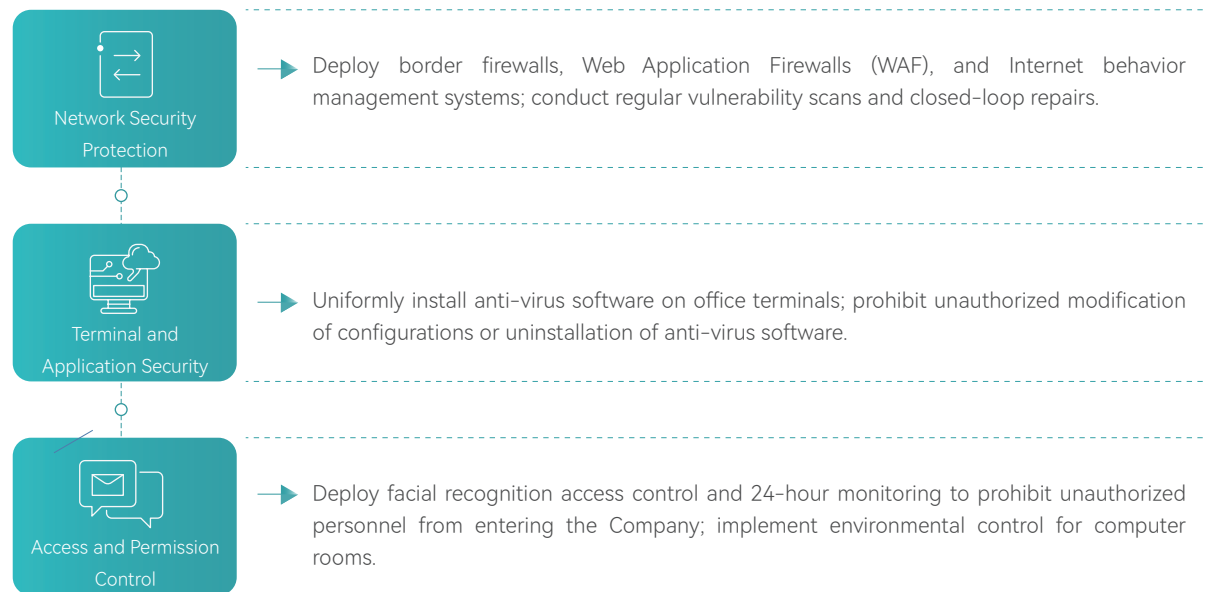 Network Security
Protection
Deploy border firewalls, Web Application Firewalls (WAF), and Internet behavior
management systems; conduct regular vulnerability scans and closed-loop repairs.
Terminal and
Application Security
Uniformly install anti-virus software on office terminals; prohibit unauthorized modification
of configurations or uninstallation of anti-virus software.
Access and Permission
Control
Deploy facial recognition access control and 24-hour monitoring to prohibit unauthorized
personnel from entering the Company; implement environmental control for computer
rooms.